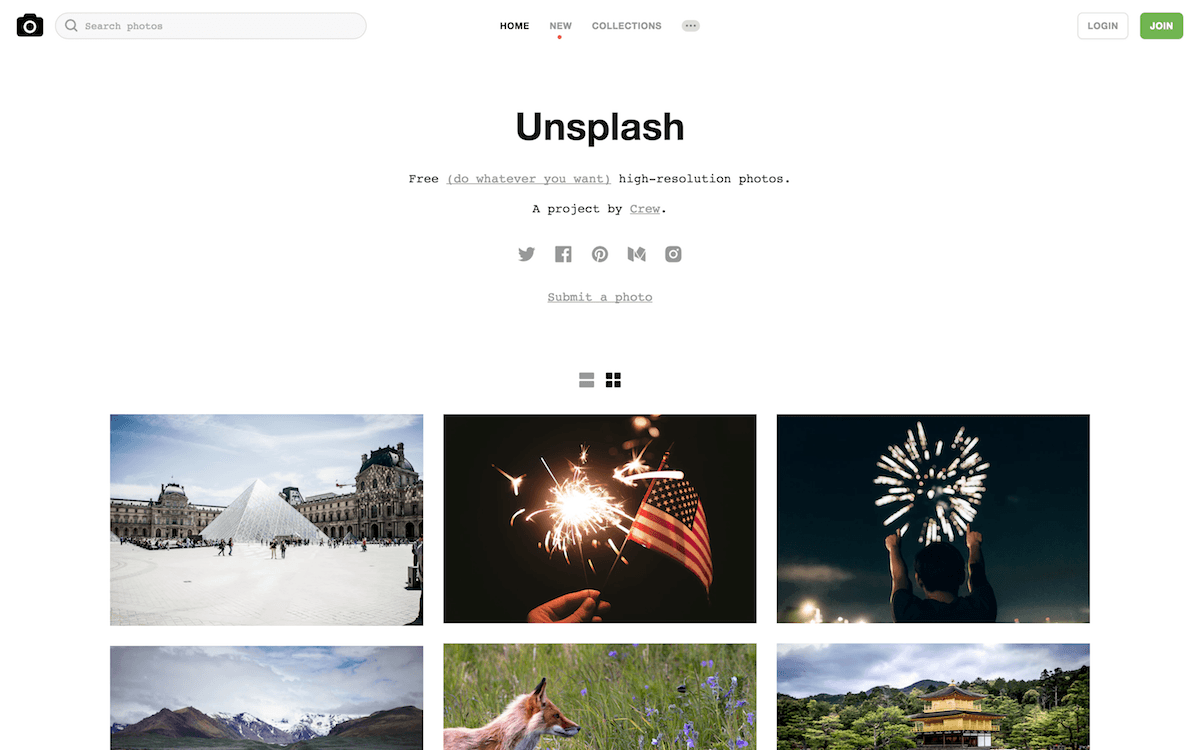 Search photos
HOME
NEW
COLLECTIONS
LOGIN
JOIN
Unsplash
Free (do whatever you want) high-resolution photos.
A project by Crew.
Submit a photo